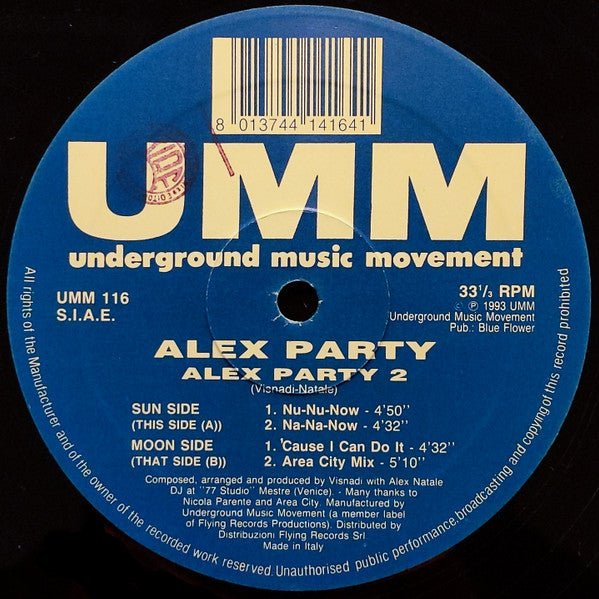 8 013744 141641
UMM
underground music movement
UMM 116
S.I.A.E.
33 1/3 RPM
© ℗ 1993 UMM
Underground Music Movement
Pub.: Blue Flower
ALEX PARTY
ALEX PARTY 2
(Visnadi-Natale)
SUN SIDE 1. Nu-Nu-Now - 4'50''
(THIS SIDE (A)) 2. Na-Na-Now - 4'32''
MOON SIDE 1. 'Cause I Can Do It - 4'32''
(THAT SIDE (B)) 2. Area City Mix - 5'10''
Composed, arranged and produced by Visnadi with Alex Natale
DJ at "77 Studio" Mestre (Venice). - Many thanks to
Nicola Parente and Area City. Manufactured by
Underground Music Movement (a member label
of Flying Records Productions). Distributed by
Distribuzioni Flying Records Srl
Made in Italy
All rights of the Manufacturer and of the owner of the recorded work reserved. Unauthorised public performance, broadcasting and copying of this record prohibited